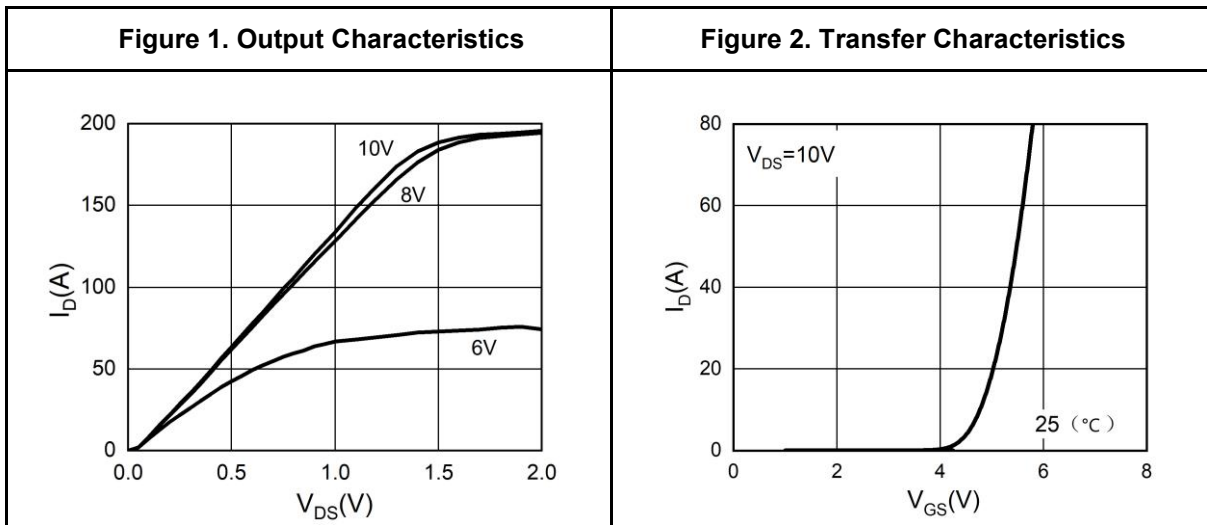 Figure 1. Output Characteristics
Figure 2. Transfer Characteristics
200
150
100
50
0
I_D(A)
10V
8V
6V
0.0 0.5 1.0 1.5 2.0
V_DS(V)
80
60
40
20
0
I_D(A)
V_DS=10V
25（℃）
0 2 4 6 8
V_GS(V)